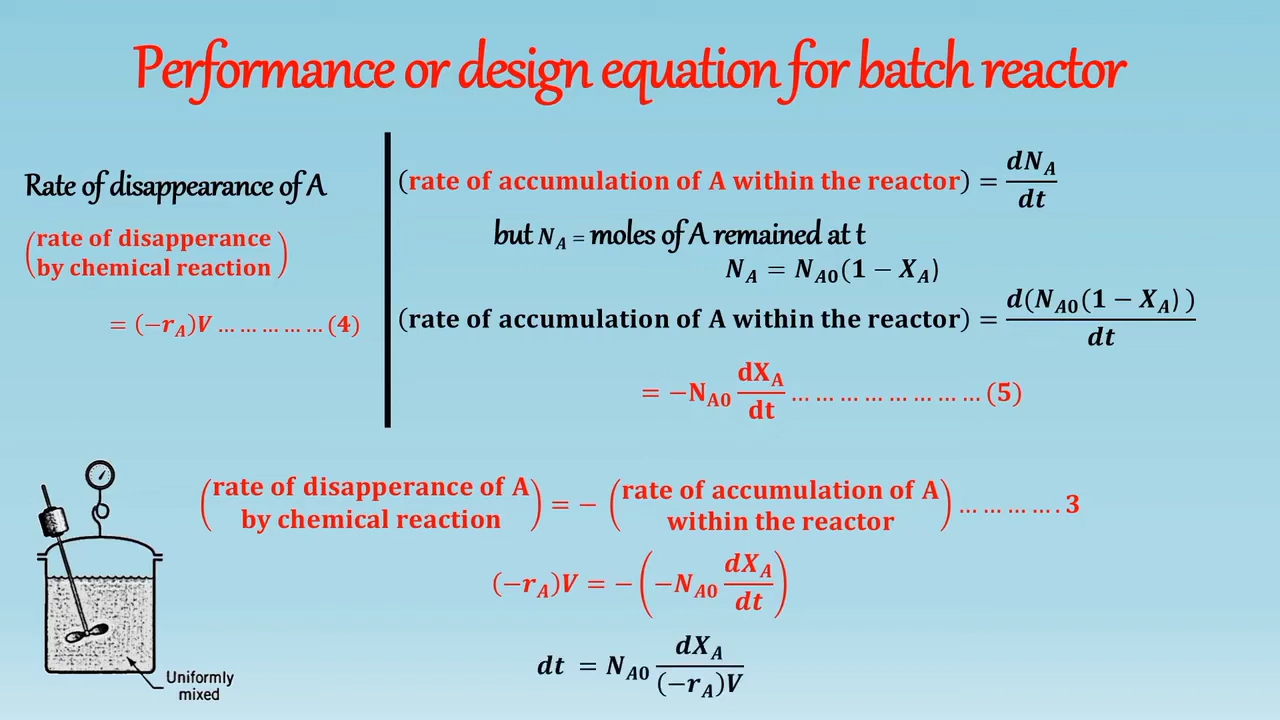 Performance or design equation for batch reactor
Rate of disappearance of A
(rate of disapperance
by chemical reaction)
= (−r_A)V … … … … … (4)
(rate of accumulation of A within the reactor) = dN_A/dt
but N_A = moles of A remained at t
N_A = N_A0(1 − X_A)
(rate of accumulation of A within the reactor) = d(N_A0(1 − X_A) )/dt
= −N_A0 dX_A/dt … … … … … … … … (5)
(rate of disapperance of A by chemical reaction) = − (rate of accumulation of A within the reactor) … … … … . 3
(−r_A)V = − (−N_A0 dX_A/dt)
dt = N_A0 dX_A/(−r_A)V
Uniformly
mixed